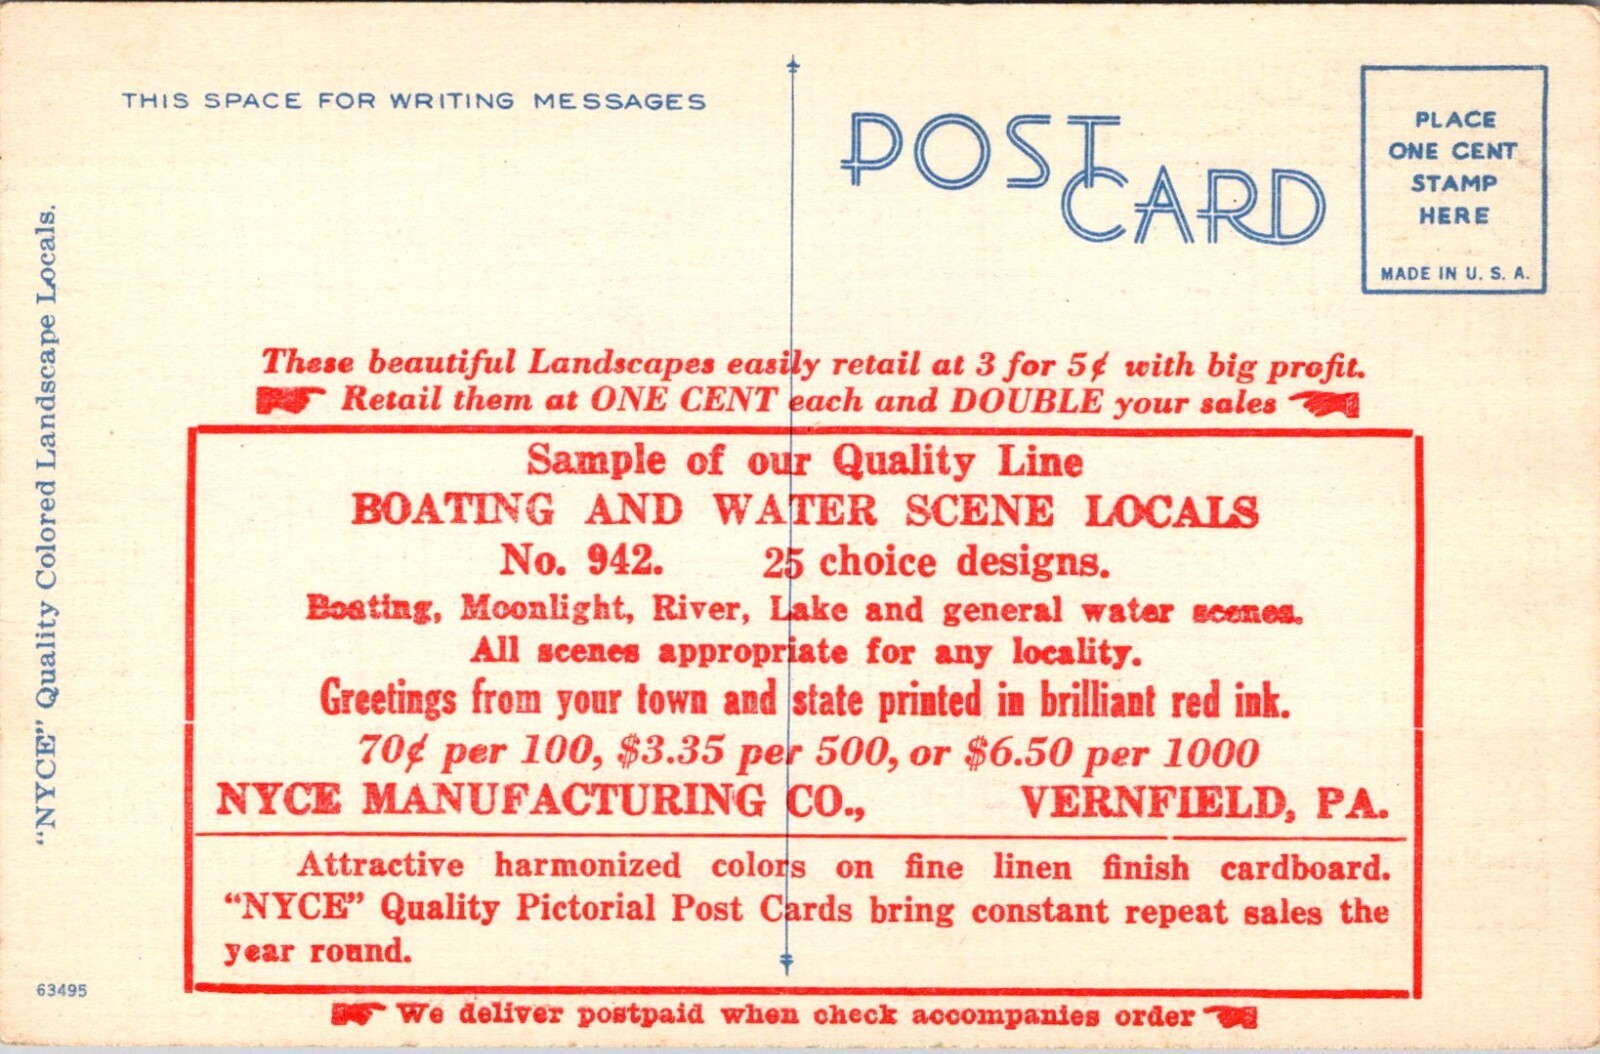 THIS SPACE FOR WRITING MESSAGES
POST
CARD
PLACE
ONE CENT
STAMP
HERE
MADE IN U. S. A.
"NYCE" Quality Colored Landscape Locals.
These beautiful Landscapes easily retail at 3 for 5¢ with big profit.
Retail them at ONE CENT each and DOUBLE your sales
Sample of our Quality Line
BOATING AND WATER SCENE LOCALS
No. 942. 25 choice designs.
Boating, Moonlight, River, Lake and general water scenes.
All scenes appropriate for any locality.
Greetings from your town and state printed in brilliant red ink.
70¢ per 100, $3.35 per 500, or $6.50 per 1000
NYCE MANUFACTURING CO., VERNFIELD, PA.
Attractive harmonized colors on fine linen finish cardboard.
"NYCE" Quality Pictorial Post Cards bring constant repeat sales the
year round.
63495
We deliver postpaid when check accompanies order